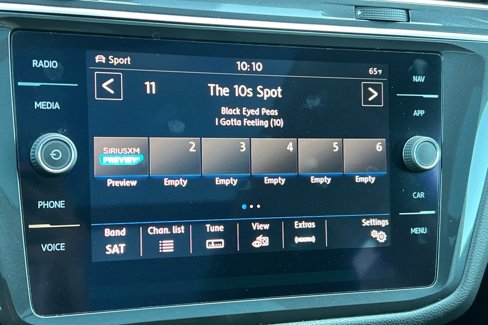 RADIO
MEDIA
PHONE
VOICE
Sport 10:10 65°F
11 The 10s Spot
Black Eyed Peas
I Gotta Feeling (10)
SIRIUSXM 2 3 4 5 6
PREVIEW
Preview Empty Empty Empty Empty Empty
Band Chan. list Tune View Extras Settings
SAT
NAV
APP
CAR
MENU